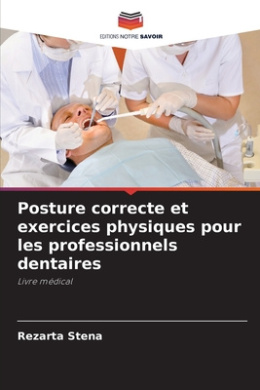 EDITIONS NOTRE SAVOIR
Posture correcte et
exercices physiques pour
les professionnels
dentaires
Livre médical
Rezarta Stena